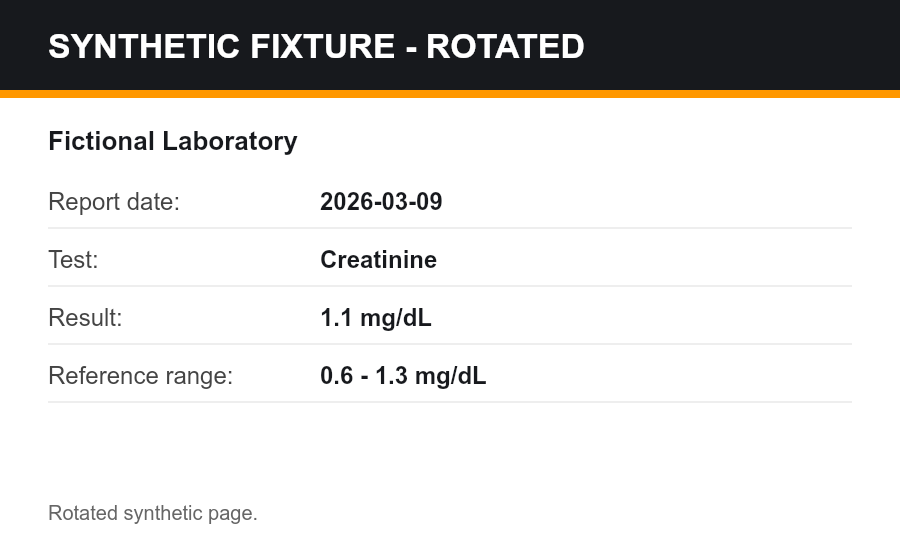 SYNTHETIC FIXTURE - ROTATED
Fictional Laboratory
Report date: 2026-03-09
Test: Creatinine
Result: 1.1 mg/dL
Reference range: 0.6 - 1.3 mg/dL
Rotated synthetic page.